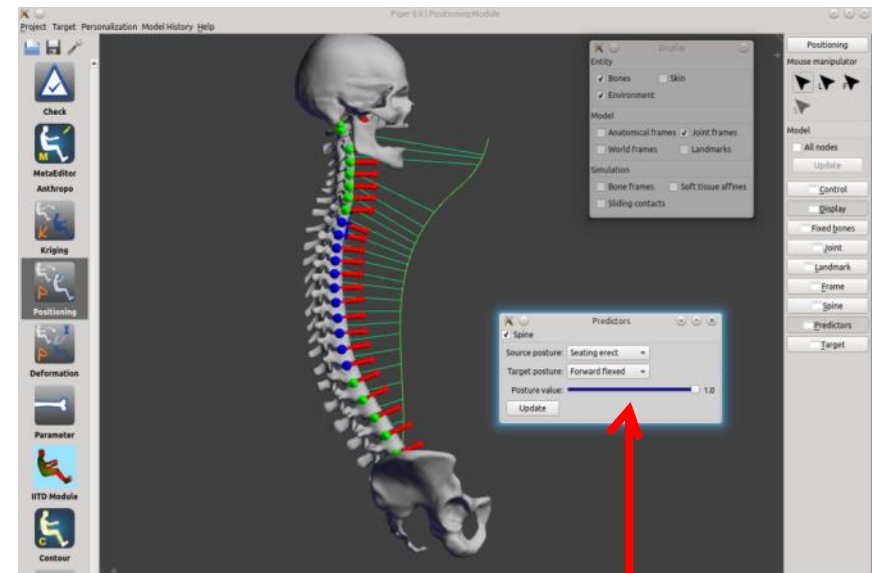 Piper 0.6 | PositioningModule
Project Target Personalization Model History Help
Check
M
MetaEditor
Anthropo
K
Kriging
P
Positioning
P
Deformation
Parameter
IITD Module
C
Contour
Display
Entity
Bones Skin
Environment
Model
Anatomical frames Joint frames
World frames Landmarks
Simulation
Bone frames Soft tissue affines
Sliding contacts
Predictors
Spine
Source posture: Seating erect
Target posture: Forward flexed
Posture value: 1.0
Update
Positioning
Mouse manipulator
L F
S
Model
All nodes
Update
Control
Display
Fixed bones
Joint
Landmark
Frame
Spine
Predictors
Target